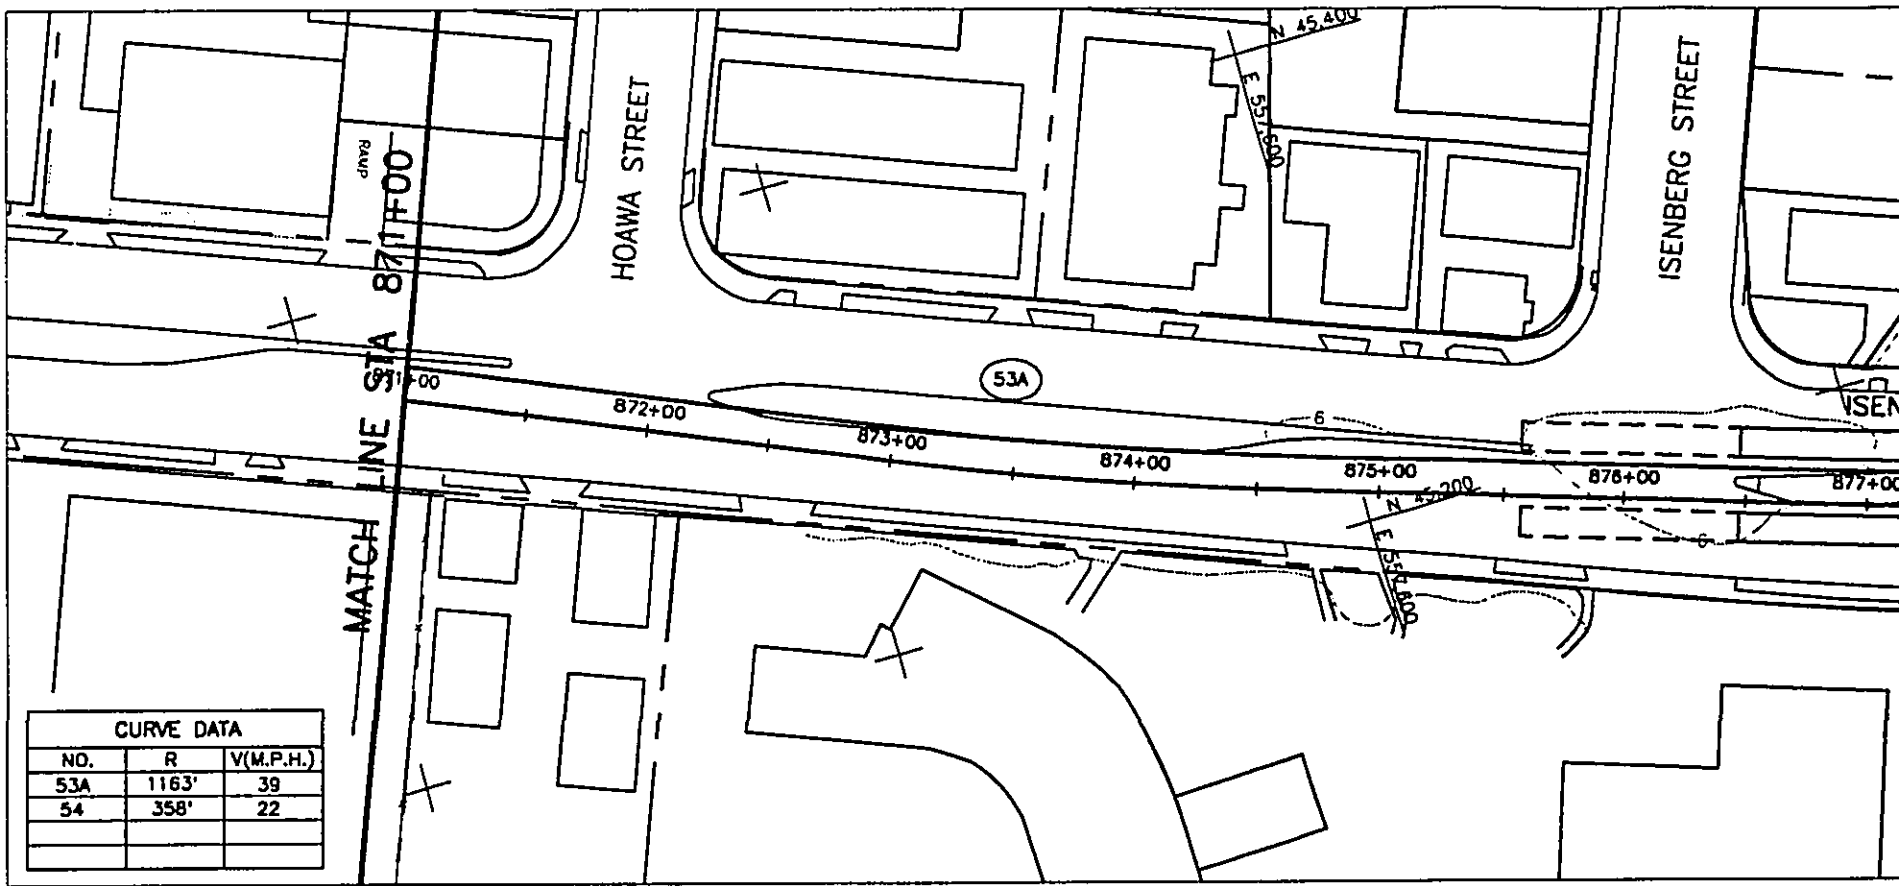 N 45,400
E 557,600
HOAWA STREET
ISENBERG STREET
RAMP
MATCH LINE STA 871+00
871+00
53A
872+00
873+00
874+00
875+00
876+00
877+00
6
6
ISEN
N 45,200
E 557,600
CURVE DATA
NO. R V(M.P.H.)
53A 1163' 39
54 358' 22